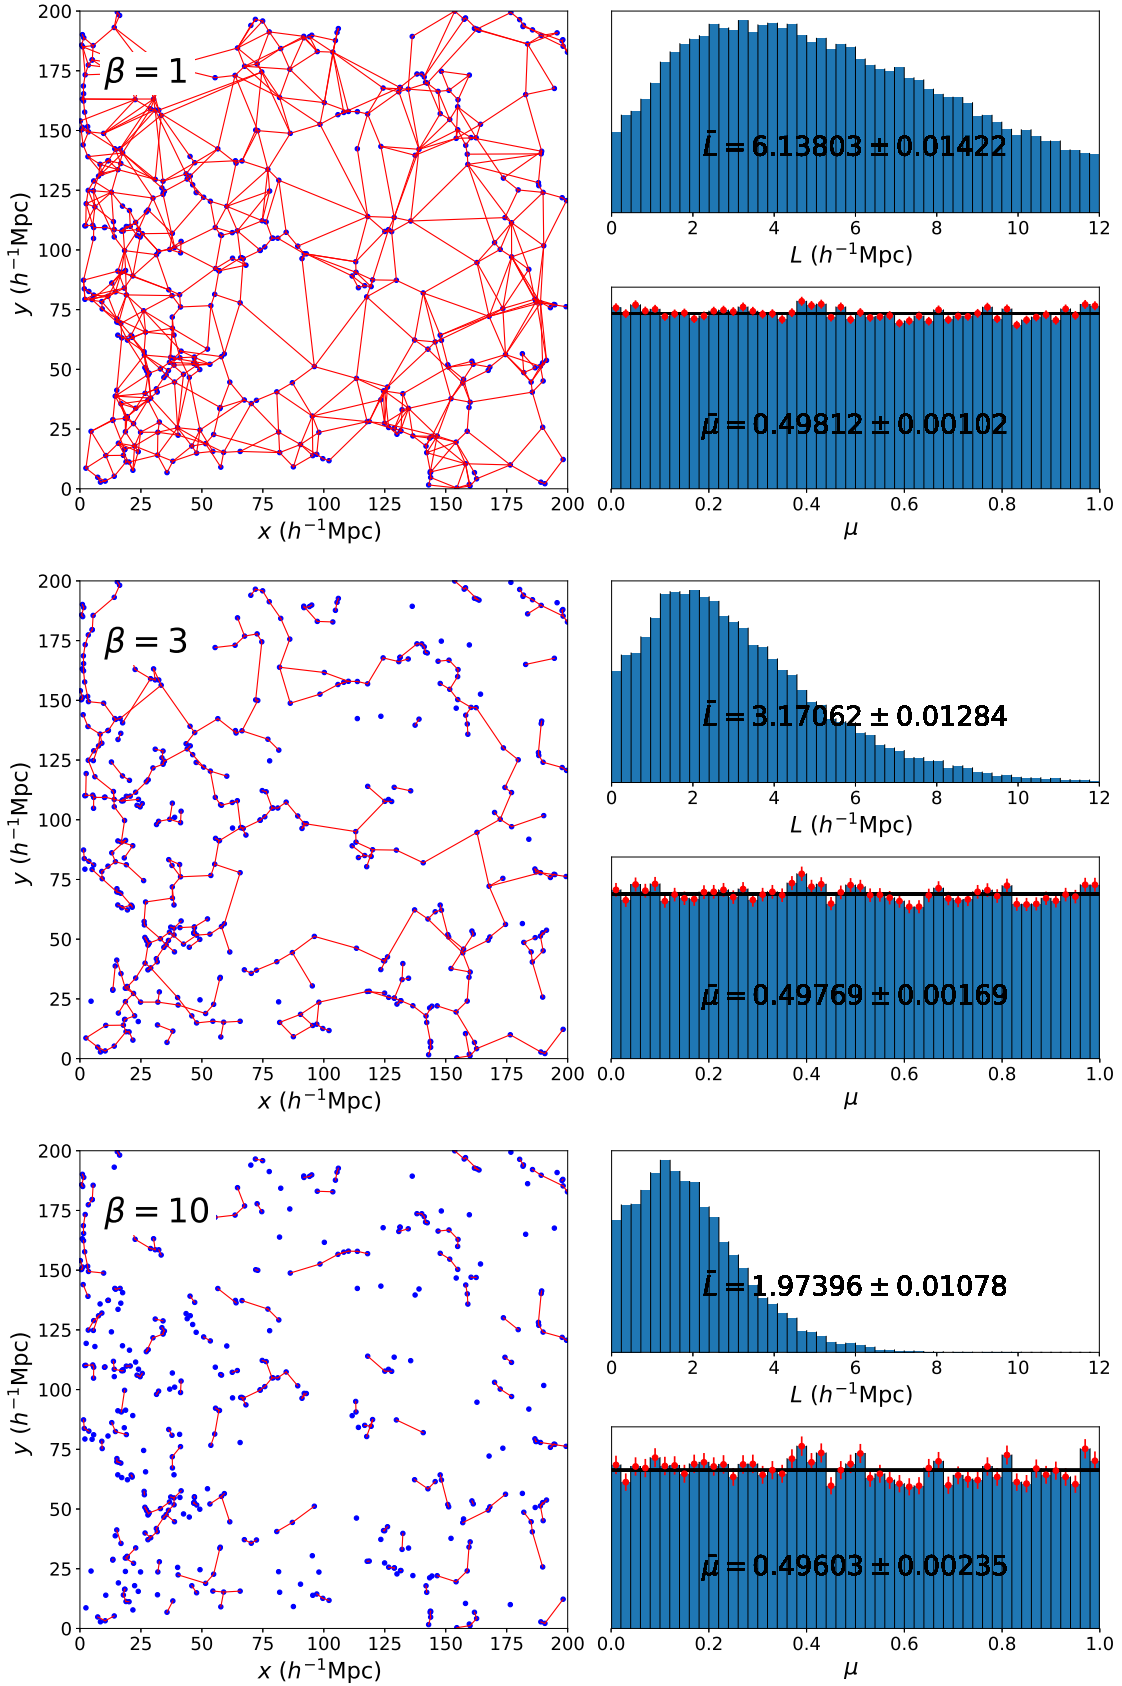 200
175
150
125
100
75
50
25
0
y (h⁻¹Mpc)
β = 1
0 25 50 75 100 125 150 175 200
x (h⁻¹Mpc)
L̄ = 6.13803 ± 0.01422
0 2 4 6 8 10 12
L (h⁻¹Mpc)
μ̄ = 0.49812 ± 0.00102
0.0 0.2 0.4 0.6 0.8 1.0
μ
200
175
150
125
100
75
50
25
0
y (h⁻¹Mpc)
β = 3
0 25 50 75 100 125 150 175 200
x (h⁻¹Mpc)
L̄ = 3.17062 ± 0.01284
0 2 4 6 8 10 12
L (h⁻¹Mpc)
μ̄ = 0.49769 ± 0.00169
0.0 0.2 0.4 0.6 0.8 1.0
μ
200
175
150
125
100
75
50
25
0
y (h⁻¹Mpc)
β = 10
0 25 50 75 100 125 150 175 200
x (h⁻¹Mpc)
L̄ = 1.97396 ± 0.01078
0 2 4 6 8 10 12
L (h⁻¹Mpc)
μ̄ = 0.49603 ± 0.00235
0.0 0.2 0.4 0.6 0.8 1.0
μ